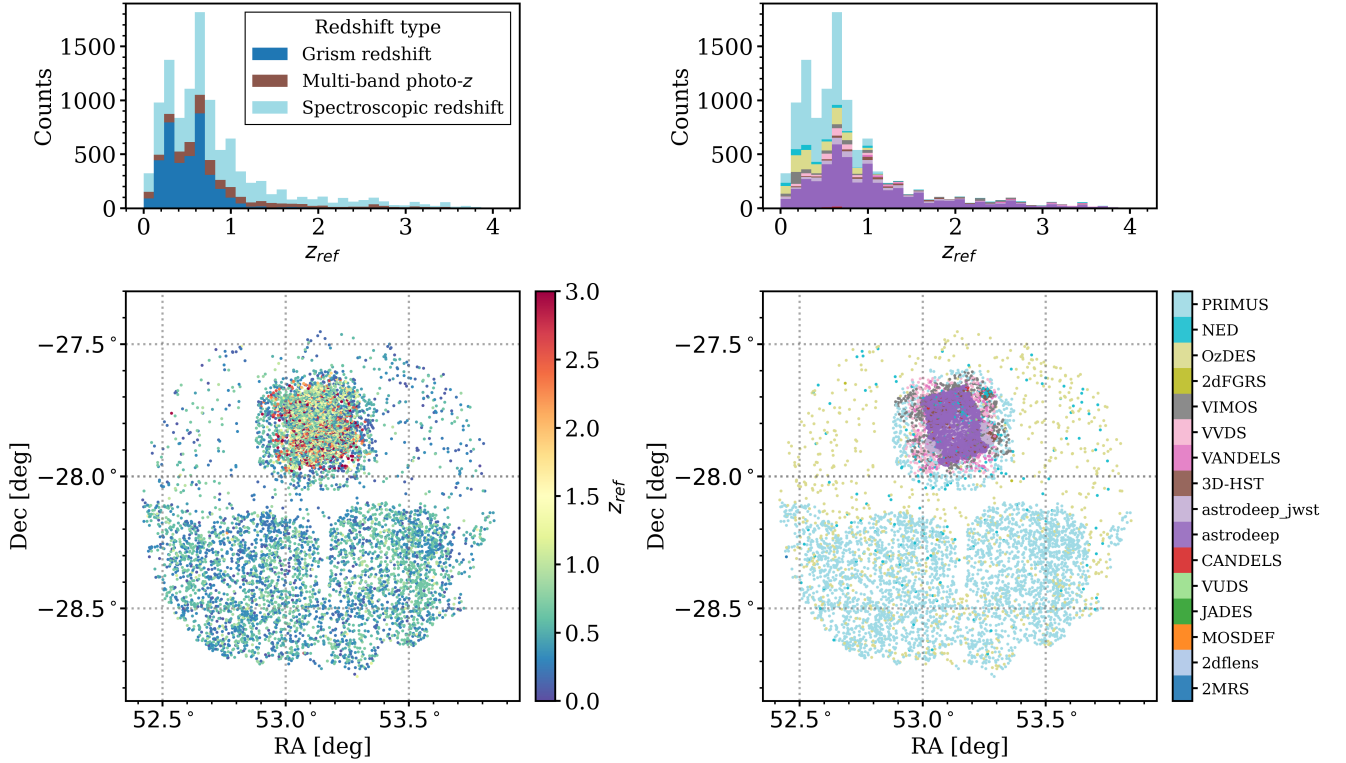 Counts
1500
1000
500
0
Redshift type
Grism redshift
Multi-band photo-z
Spectroscopic redshift
0 1 2 3 4
z_ref
Counts
1500
1000
500
0
0 1 2 3 4
z_ref
Dec [deg]
−27.5°
−28.0°
−28.5°
52.5° 53.0° 53.5°
RA [deg]
3.0
2.5
2.0
1.5
1.0
0.5
0.0
z_ref
Dec [deg]
−27.5°
−28.0°
−28.5°
52.5° 53.0° 53.5°
RA [deg]
PRIMUS
NED
OzDES
2dFGRS
VIMOS
VVDS
VANDELS
3D-HST
astrodeep_jwst
astrodeep
CANDELS
VUDS
JADES
MOSDEF
2dflens
2MRS